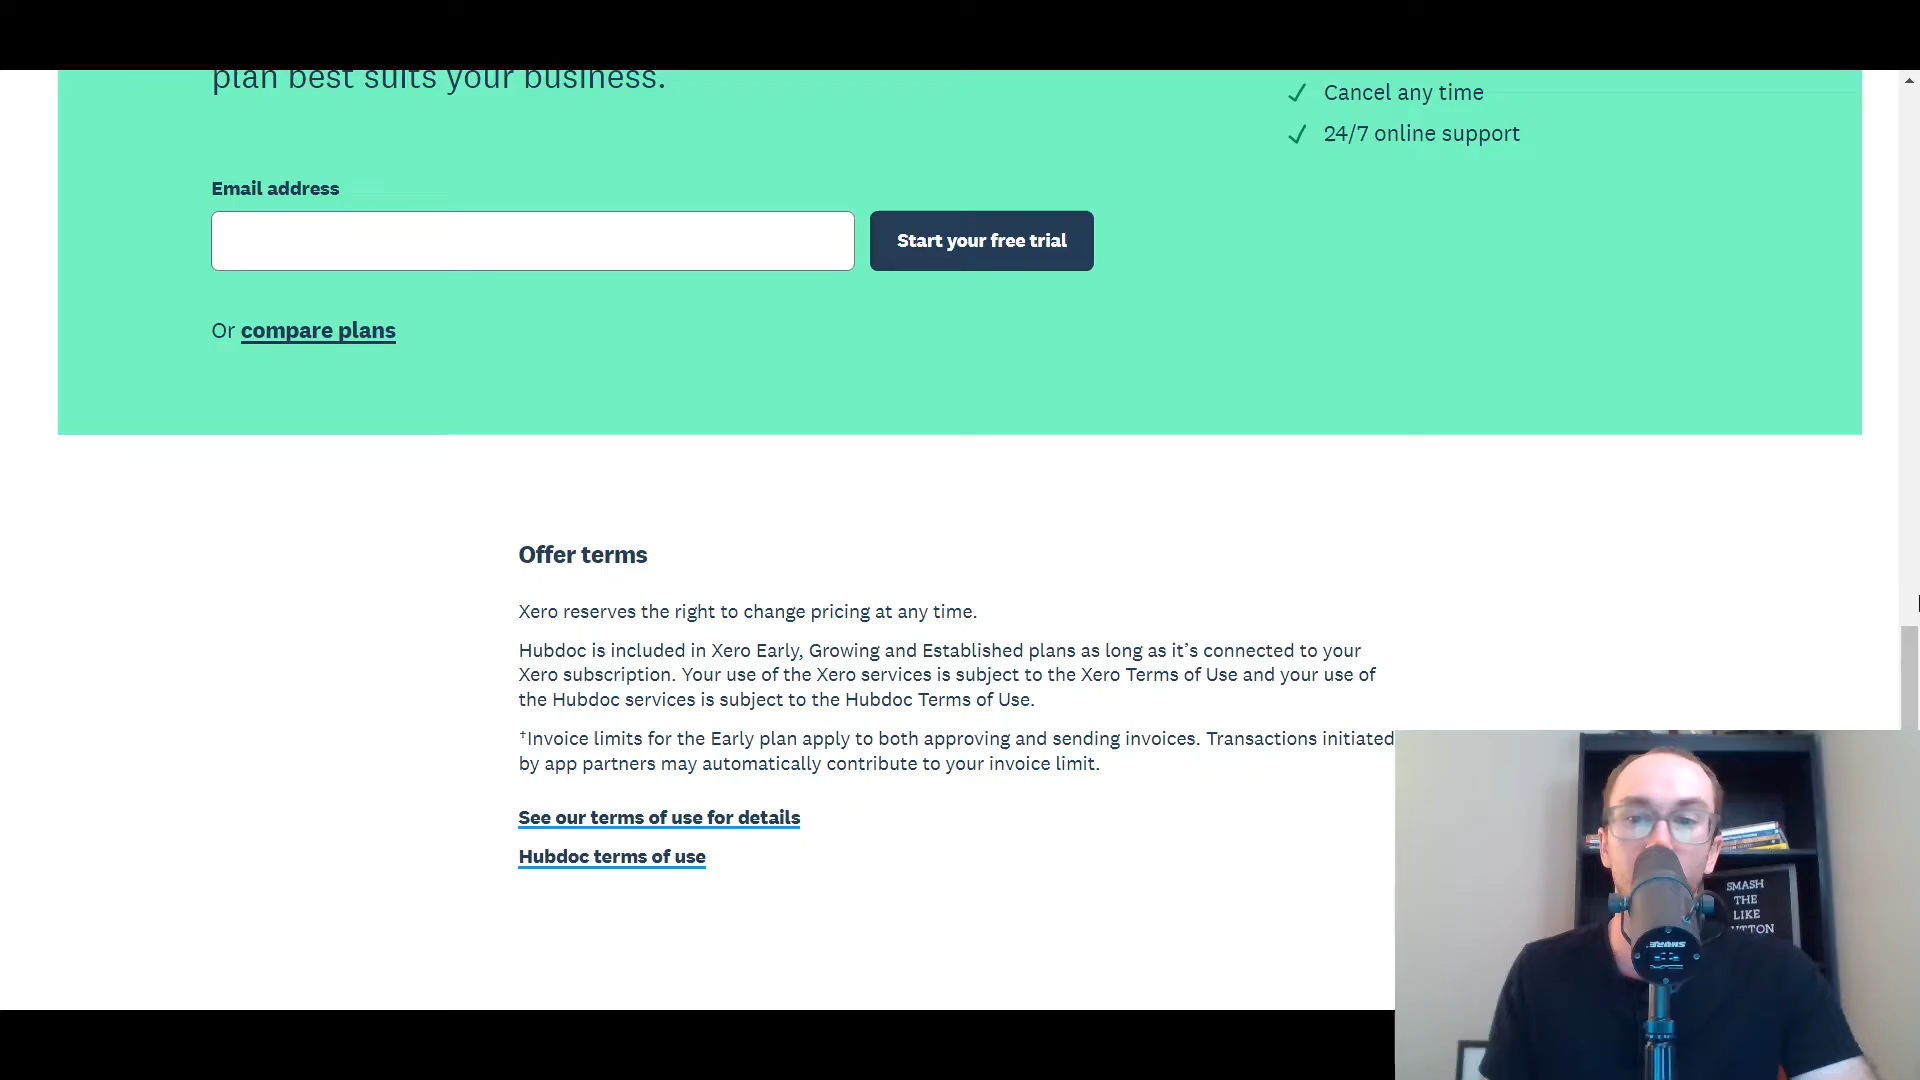 plan best suits your business.
Cancel any time
24/7 online support
Email address
Start your free trial
Or compare plans
Offer terms
Xero reserves the right to change pricing at any time.
Hubdoc is included in Xero Early, Growing and Established plans as long as it’s connected to your
Xero subscription. Your use of the Xero services is subject to the Xero Terms of Use and your use of
the Hubdoc services is subject to the Hubdoc Terms of Use.
†Invoice limits for the Early plan apply to both approving and sending invoices. Transactions initiated
by app partners may automatically contribute to your invoice limit.
See our terms of use for details
Hubdoc terms of use
SMASH
THE
LIKE
UTTON
SHURE